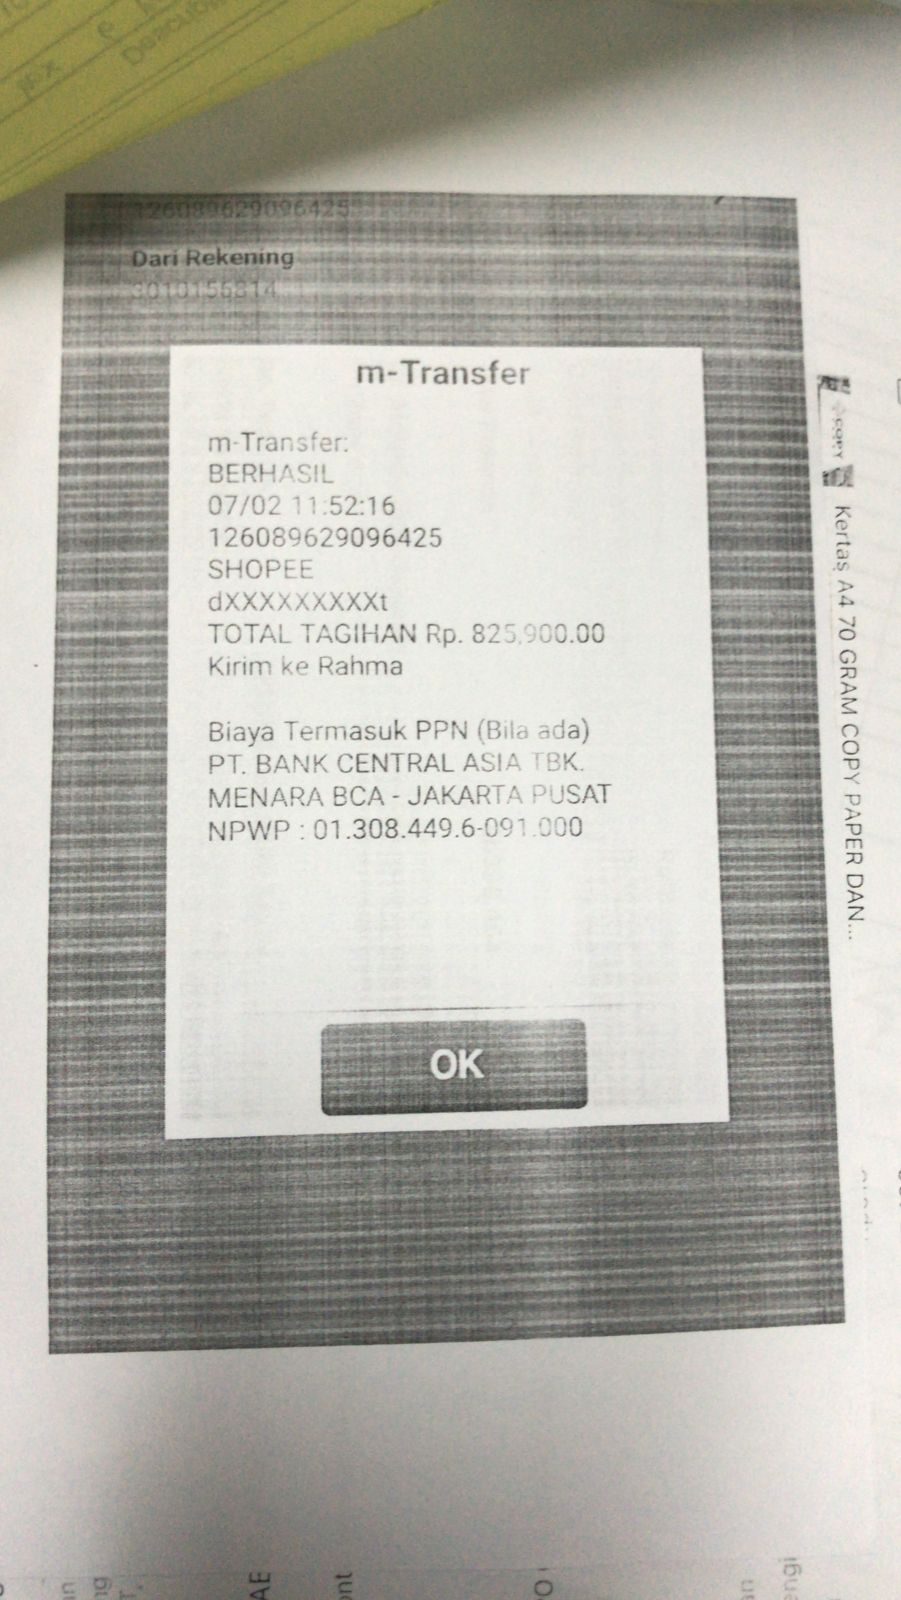 126089629096425
Dari Rekening
m-Transfer
m-Transfer:
BERHASIL
07/02 11:52:16
126089629096425
SHOPEE
dXXXXXXXXXt
TOTAL TAGIHAN Rp. 825,900.00
Kirim ke Rahma
Biaya Termasuk PPN (Bila ada)
PT. BANK CENTRAL ASIA TBK.
MENARA BCA - JAKARTA PUSAT
NPWP : 01.308.449.6-091.000
OK
COPY
Kertas A4 70 GRAM COPY PAPER DAN...